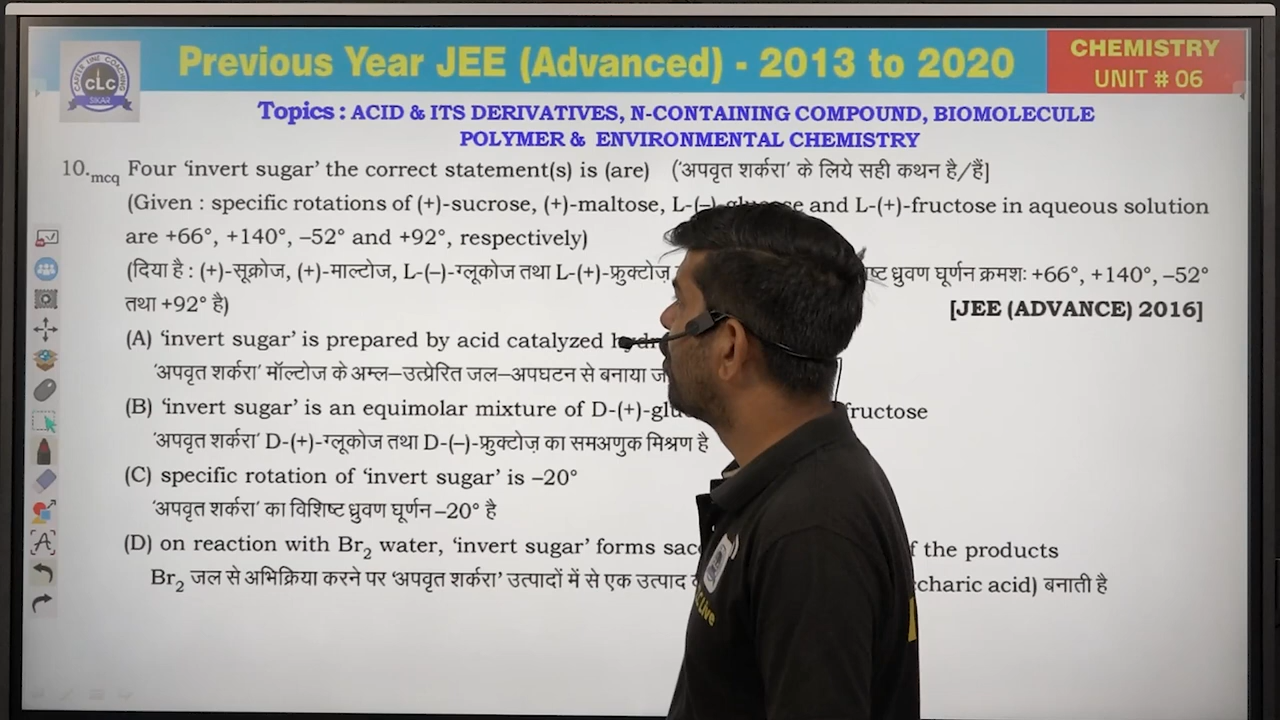 Previous Year JEE (Advanced) - 2013 to 2020
CHEMISTRY
UNIT # 06
CAREER LINE COACHING
CLC
SIKAR
Topics : ACID & ITS DERIVATIVES, N-CONTAINING COMPOUND, BIOMOLECULE
POLYMER & ENVIRONMENTAL CHEMISTRY
10.mcq Four ‘invert sugar’ the correct statement(s) is (are) (‘अपवृत शर्करा’ के लिये सही कथन है/हैं]
(Given : specific rotations of (+)-sucrose, (+)-maltose, L-(–)-glucose and L-(+)-fructose in aqueous solution
are +66°, +140°, –52° and +92°, respectively)
(दिया है : (+)-सूक्रोज, (+)-माल्टोज, L-(–)-ग्लूकोज तथा L-(+)-फ्रुक्टोज ध्रुवण घूर्णन क्रमशः +66°, +140°, –52°
तथा +92° है)
[JEE (ADVANCE) 2016]
(A) ‘invert sugar’ is prepared by acid catalyzed
‘अपवृत शर्करा’ मॉल्टोज के अम्ल–उत्प्रेरित जल–अपघटन से बनाया
(B) ‘invert sugar’ is an equimolar mixture of fructose
‘अपवृत शर्करा’ D-(+)-ग्लूकोज तथा D-(–)-फ्रुक्टोज़ का समअणुक मिश्रण है
(C) specific rotation of ‘invert sugar’ is –20°
‘अपवृत शर्करा’ का विशिष्ट ध्रुवण घूर्णन –20° है
(D) on reaction with Br2 water, ‘invert sugar’ forms the products
Br2 जल से अभिक्रिया करने पर ‘अपवृत शर्करा’ उत्पादों में से एक उत्पाद acid) बनाती है
Live